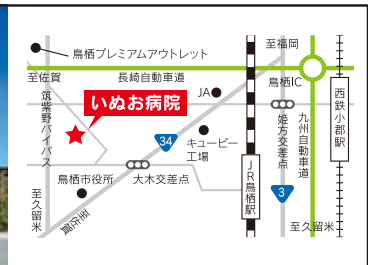 至福岡
鳥栖プレミアムアウトレット
至佐賀
長崎自動車道
鳥栖IC
JA
いぬお病院
筑紫野バイパス
西鉄小郡駅
34
キューピー
工場
姫方交差点
九州自動車道
鳥栖市役所
大木交差点
JR鳥栖駅
3
至久留米
至佐賀
至久留米